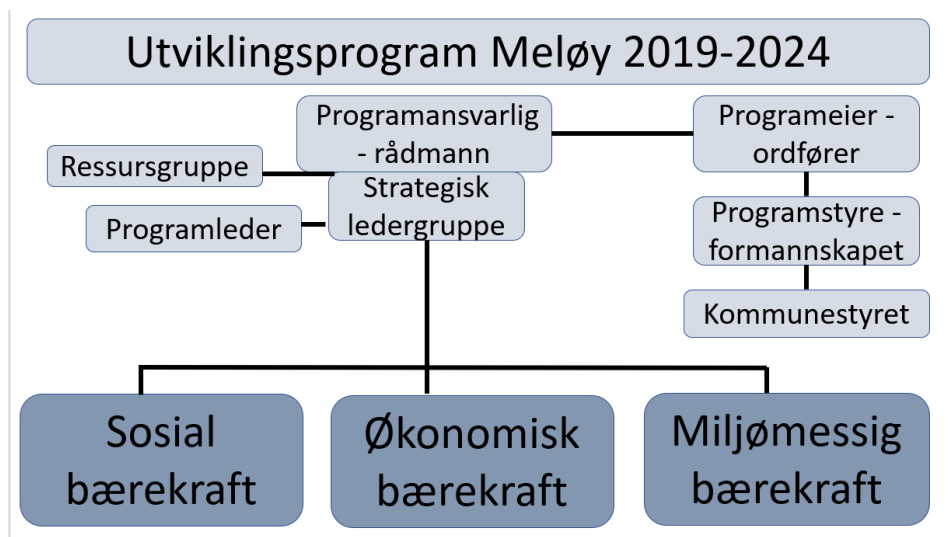 Utviklingsprogram Meløy 2019-2024
Programansvarlig
- rådmann
Programeier -
ordfører
Ressursgruppe
Strategisk
ledergruppe
Programleder
Programstyre -
formannskapet
Kommunestyret
Sosial
bærekraft
Økonomisk
bærekraft
Miljømessig
bærekraft